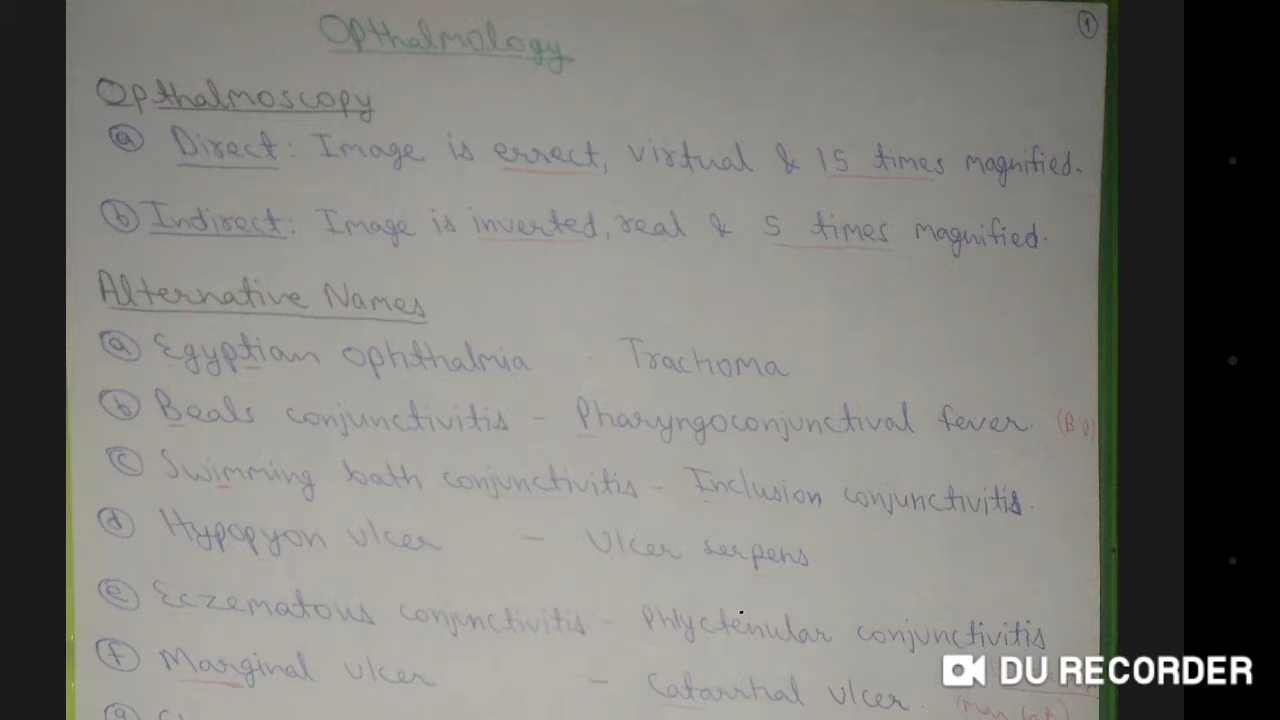 Opthalmology
1
Opthalmoscopy
a Direct: Image is errect, virtual & 15 times magnified.
b Indirect: Image is inverted, real & 5 times magnified.
Alternative Names
a Egyptian ophthalmia - Trachoma
b Beals conjunctivitis - Pharyngoconjunctival fever.
c Swimming bath conjunctivitis - Inclusion conjunctivitis.
d Hypopyon ulcer - Ulcer serpens
e Eczematous conjunctivitis - Phlyctenular conjunctivitis
f Marginal ulcer - Catarrhal ulcer.
DU RECORDER